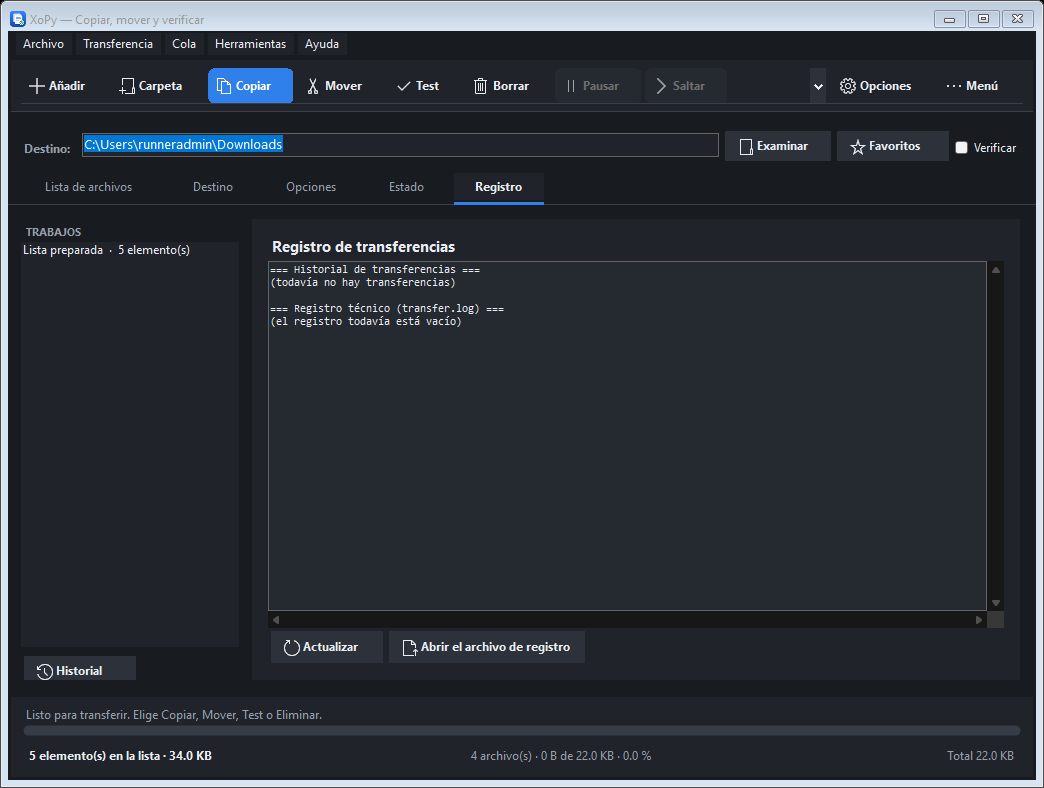 XoPy — Copiar, mover y verificar
Archivo Transferencia Cola Herramientas Ayuda
Añadir Carpeta Copiar Mover Test Borrar Pausar Saltar Opciones ··· Menú
Destino: C:\Users\runneradmin\Downloads Examinar Favoritos Verificar
Lista de archivos Destino Opciones Estado Registro
TRABAJOS
Lista preparada · 5 elemento(s)
Registro de transferencias
=== Historial de transferencias ===
(todavía no hay transferencias)
=== Registro técnico (transfer.log) ===
(el registro todavía está vacío)
Actualizar Abrir el archivo de registro
Historial
Listo para transferir. Elige Copiar, Mover, Test o Eliminar.
5 elemento(s) en la lista · 34.0 KB 4 archivo(s) · 0 B de 22.0 KB · 0.0 % Total 22.0 KB